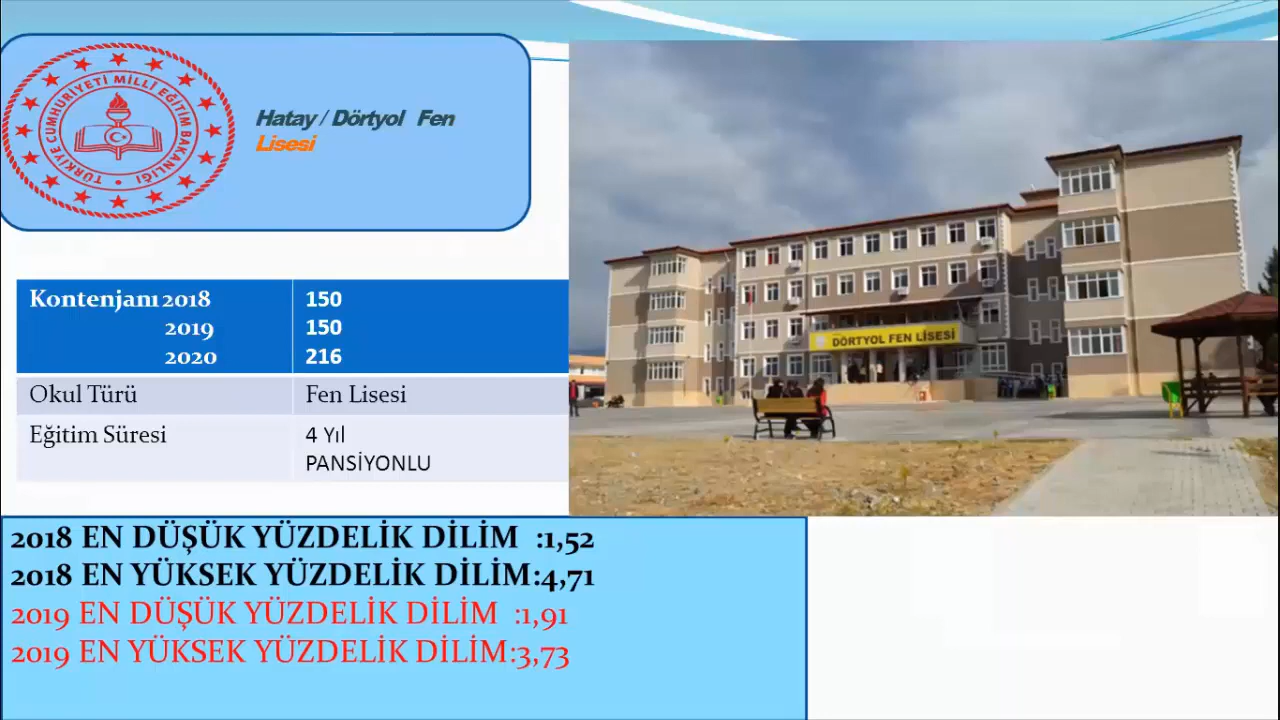 TÜRKİYE CUMHURİYETİ MİLLİ EĞİTİM BAKANLIĞI
Hatay / Dörtyol Fen
Lisesi
DÖRTYOL FEN LİSESİ
Kontenjanı 2018 150
2019 150
2020 216
Okul Türü Fen Lisesi
Eğitim Süresi 4 Yıl
PANSİYONLU
2018 EN DÜŞÜK YÜZDELİK DİLİM :1,52
2018 EN YÜKSEK YÜZDELİK DİLİM:4,71
2019 EN DÜŞÜK YÜZDELİK DİLİM :1,91
2019 EN YÜKSEK YÜZDELİK DİLİM:3,73